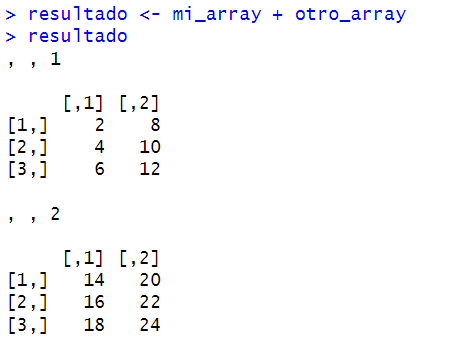 > resultado <- mi_array + otro_array
> resultado
, , 1
     [,1] [,2]
[1,]    2    8
[2,]    4   10
[3,]    6   12
, , 2
     [,1] [,2]
[1,]   14   20
[2,]   16   22
[3,]   18   24